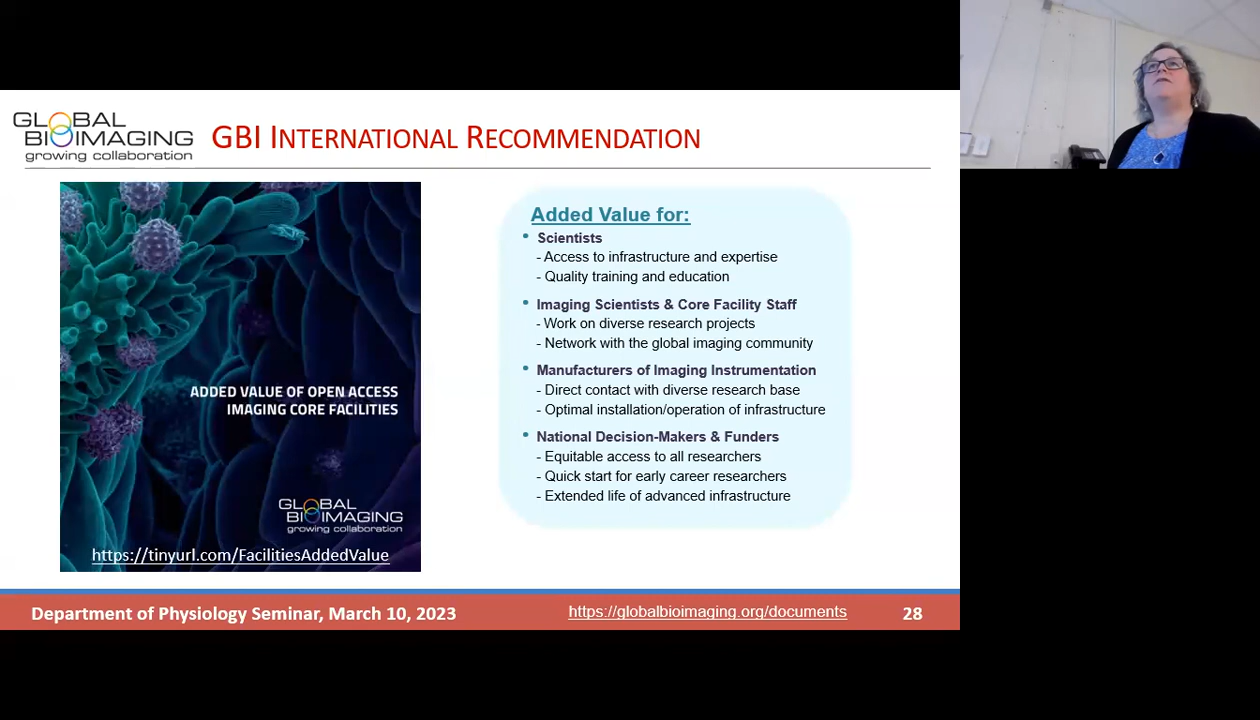 GLOBAL
BIOIMAGING
growing collaboration
GBI INTERNATIONAL RECOMMENDATION
ADDED VALUE OF OPEN ACCESS
IMAGING CORE FACILITIES
GLOBAL
BIOIMAGING
growing collaboration
https://tinyurl.com/FacilitiesAddedValue
Added Value for:
• Scientists
- Access to infrastructure and expertise
- Quality training and education
• Imaging Scientists & Core Facility Staff
- Work on diverse research projects
- Network with the global imaging community
• Manufacturers of Imaging Instrumentation
- Direct contact with diverse research base
- Optimal installation/operation of infrastructure
• National Decision-Makers & Funders
- Equitable access to all researchers
- Quick start for early career researchers
- Extended life of advanced infrastructure
Department of Physiology Seminar, March 10, 2023
https://globalbioimaging.org/documents
28